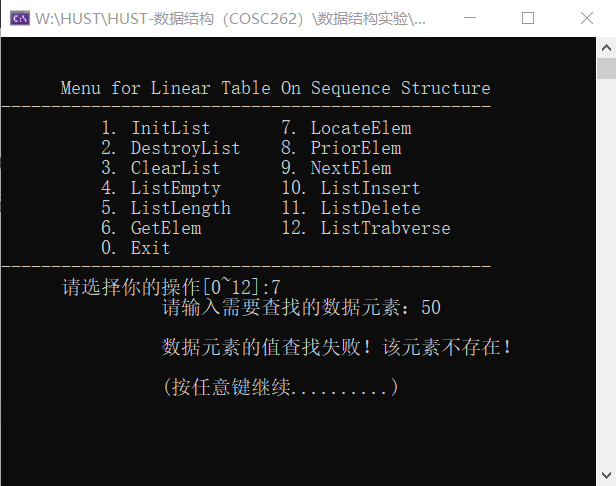 W:\HUST\HUST-数据结构（COSC262）\数据结构实验\...
Menu for Linear Table On Sequence Structure
-------------------------------------------------
1. InitList 7. LocateElem
2. DestroyList 8. PriorElem
3. ClearList 9. NextElem
4. ListEmpty 10. ListInsert
5. ListLength 11. ListDelete
6. GetElem 12. ListTrabverse
0. Exit
-------------------------------------------------
请选择你的操作[0~12]:7
请输入需要查找的数据元素：50
数据元素的值查找失败！该元素不存在！
(按任意键继续..........)